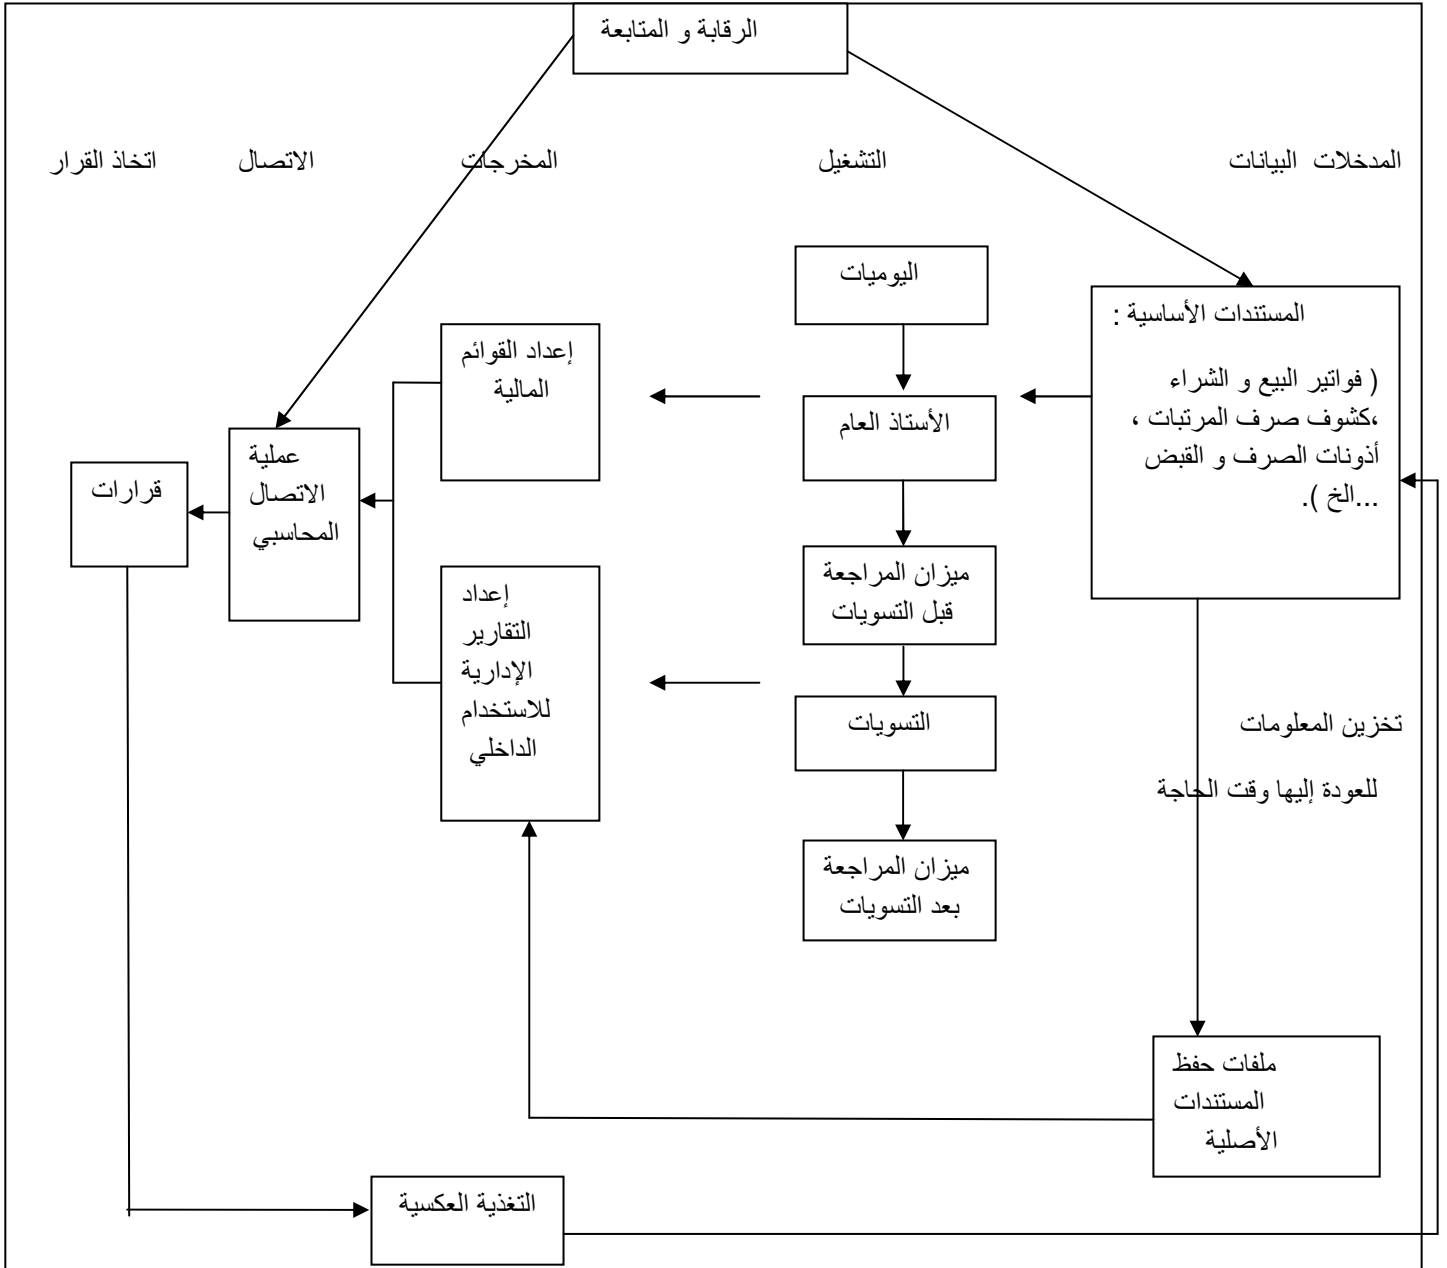 الرقابة و المتابعة
المدخلات البيانات
التشغيل
المخرجات
الاتصال
اتخاذ القرار
المستندات الأساسية :
( فواتير البيع و الشراء
،كشوف صرف المرتبات ،
أذونات الصرف و القبض
...الخ ).
اليوميات
الأستاذ العام
ميزان المراجعة
قبل التسويات
التسويات
ميزان المراجعة
بعد التسويات
إعداد القوائم
المالية
إعداد
التقارير
الإدارية
للاستخدام
الداخلي
عملية
الاتصال
المحاسبي
قرارات
تخزين المعلومات
للعودة إليها وقت الحاجة
ملفات حفظ
المستندات
الأصلية
التغذية العكسية